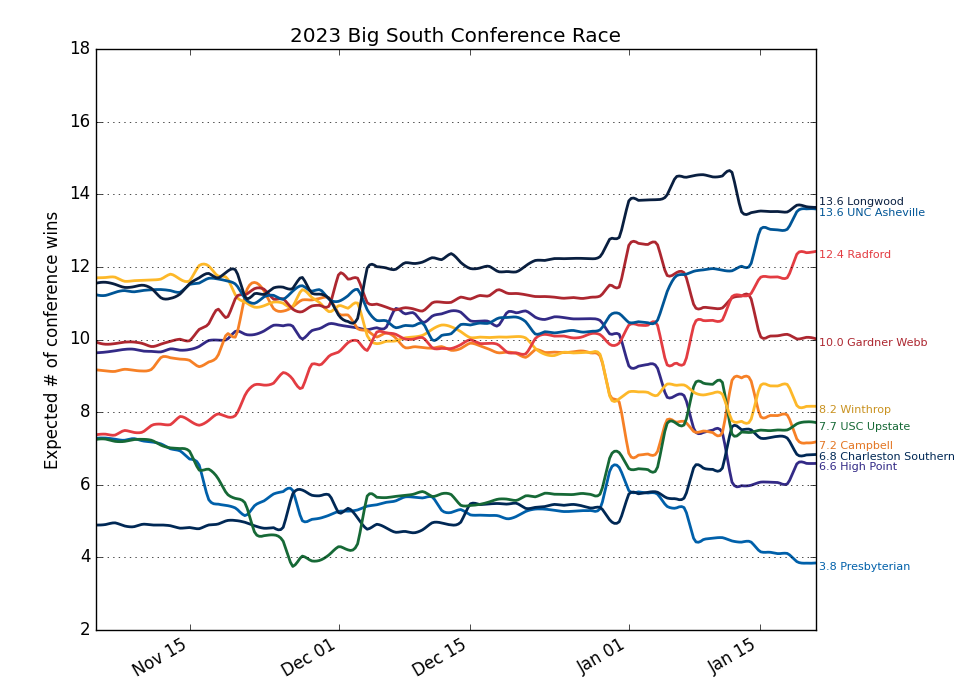 2023 Big South Conference Race
Expected # of conference wins
18
16
14
12
10
8
6
4
2
Nov 15
Dec 01
Dec 15
Jan 01
Jan 15
13.6 Longwood
13.6 UNC Asheville
12.4 Radford
10.0 Gardner Webb
8.2 Winthrop
7.7 USC Upstate
7.2 Campbell
6.8 Charleston Southern
6.6 High Point
3.8 Presbyterian